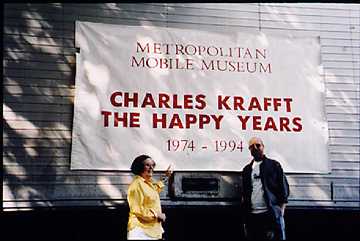 METROPOLITAN
MOBILE MUSEUM
CHARLES KRAFFT
THE HAPPY YEARS
1974 - 1994